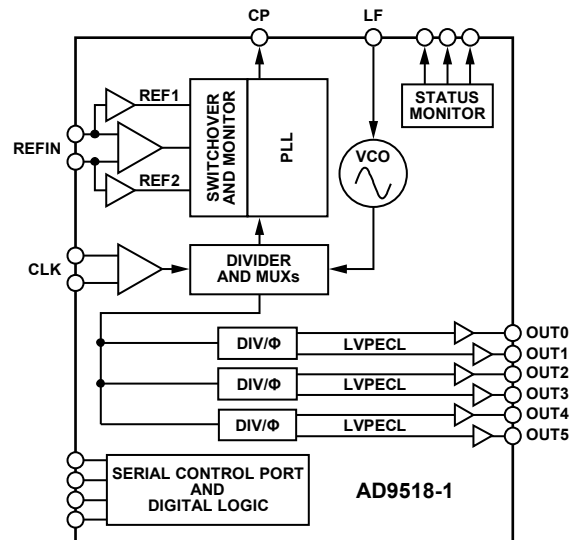 CP
LF
REF1
REFIN
REF2
SWITCHOVER
AND MONITOR
PLL
STATUS
MONITOR
VCO
CLK
DIVIDER
AND MUXs
DIV/Φ
LVPECL
OUT0
OUT1
DIV/Φ
LVPECL
OUT2
OUT3
DIV/Φ
LVPECL
OUT4
OUT5
SERIAL CONTROL PORT
AND
DIGITAL LOGIC
AD9518-1